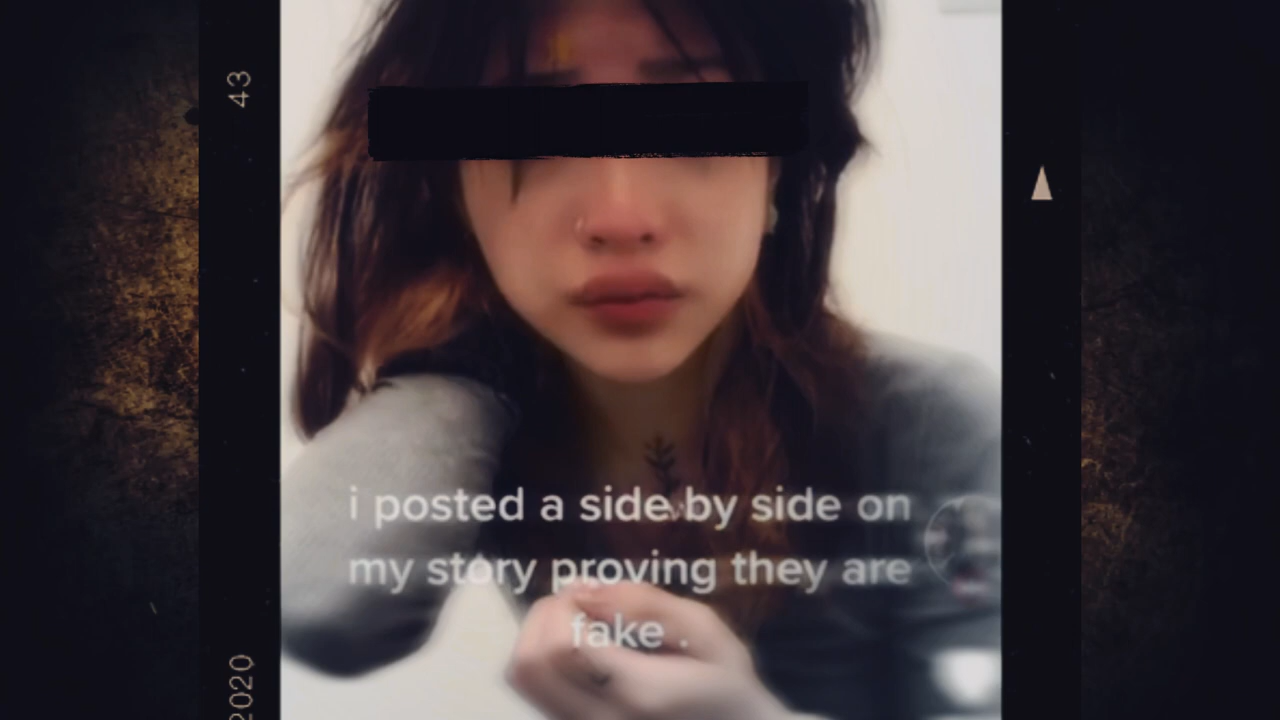 43
i posted a side by side on
my story proving they are
fake .
2020